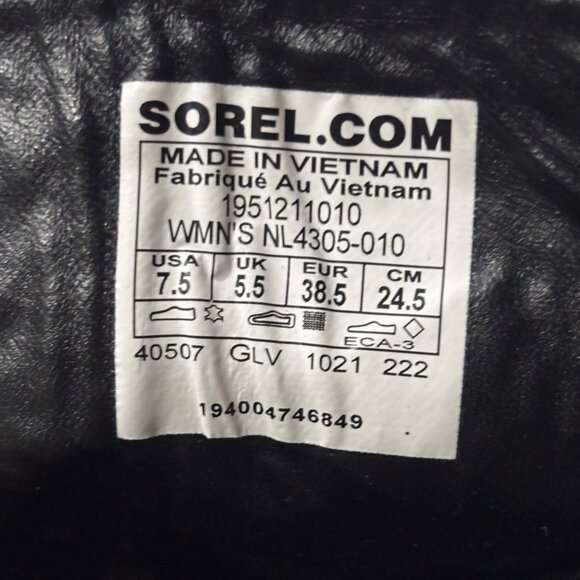 SOREL.COM
MADE IN VIETNAM
Fabriqué Au Vietnam
1951211010
WMN'S NL4305-010
USA UK EUR CM
7.5 5.5 38.5 24.5
ECA-3
40507 GLV 1021 222
194004746849